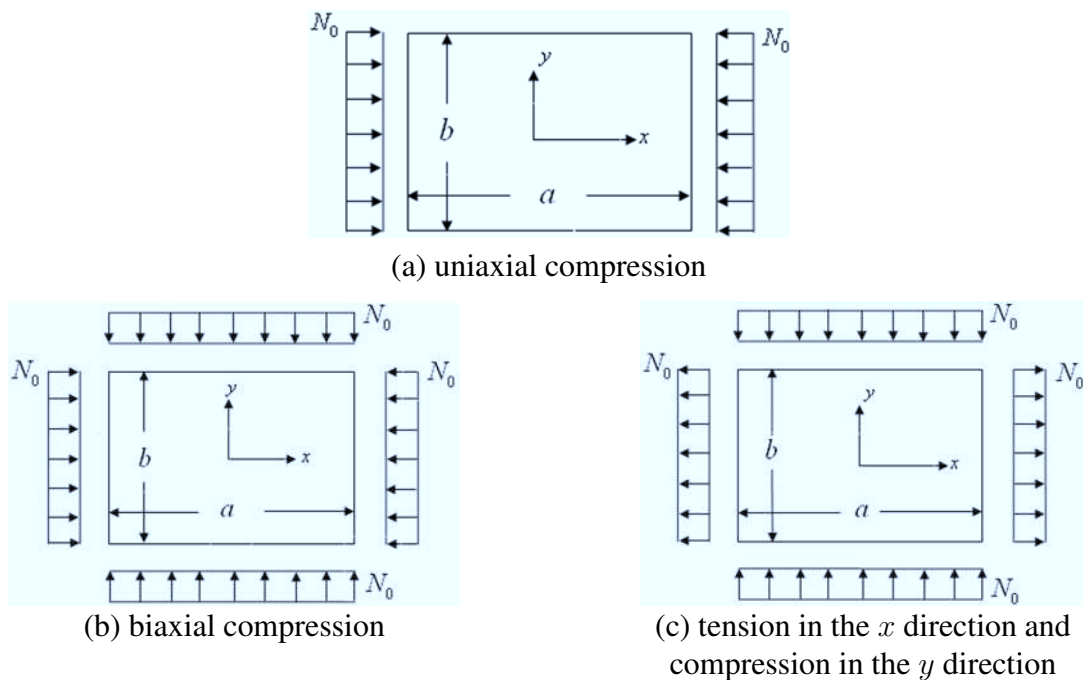 N₀ N₀
y
b x
a
(a) uniaxial compression
N₀ N₀
N₀ N₀
y y
N₀ N₀ N₀ N₀
b x b x
a a
N₀ N₀
(b) biaxial compression (c) tension in the x direction and
compression in the y direction